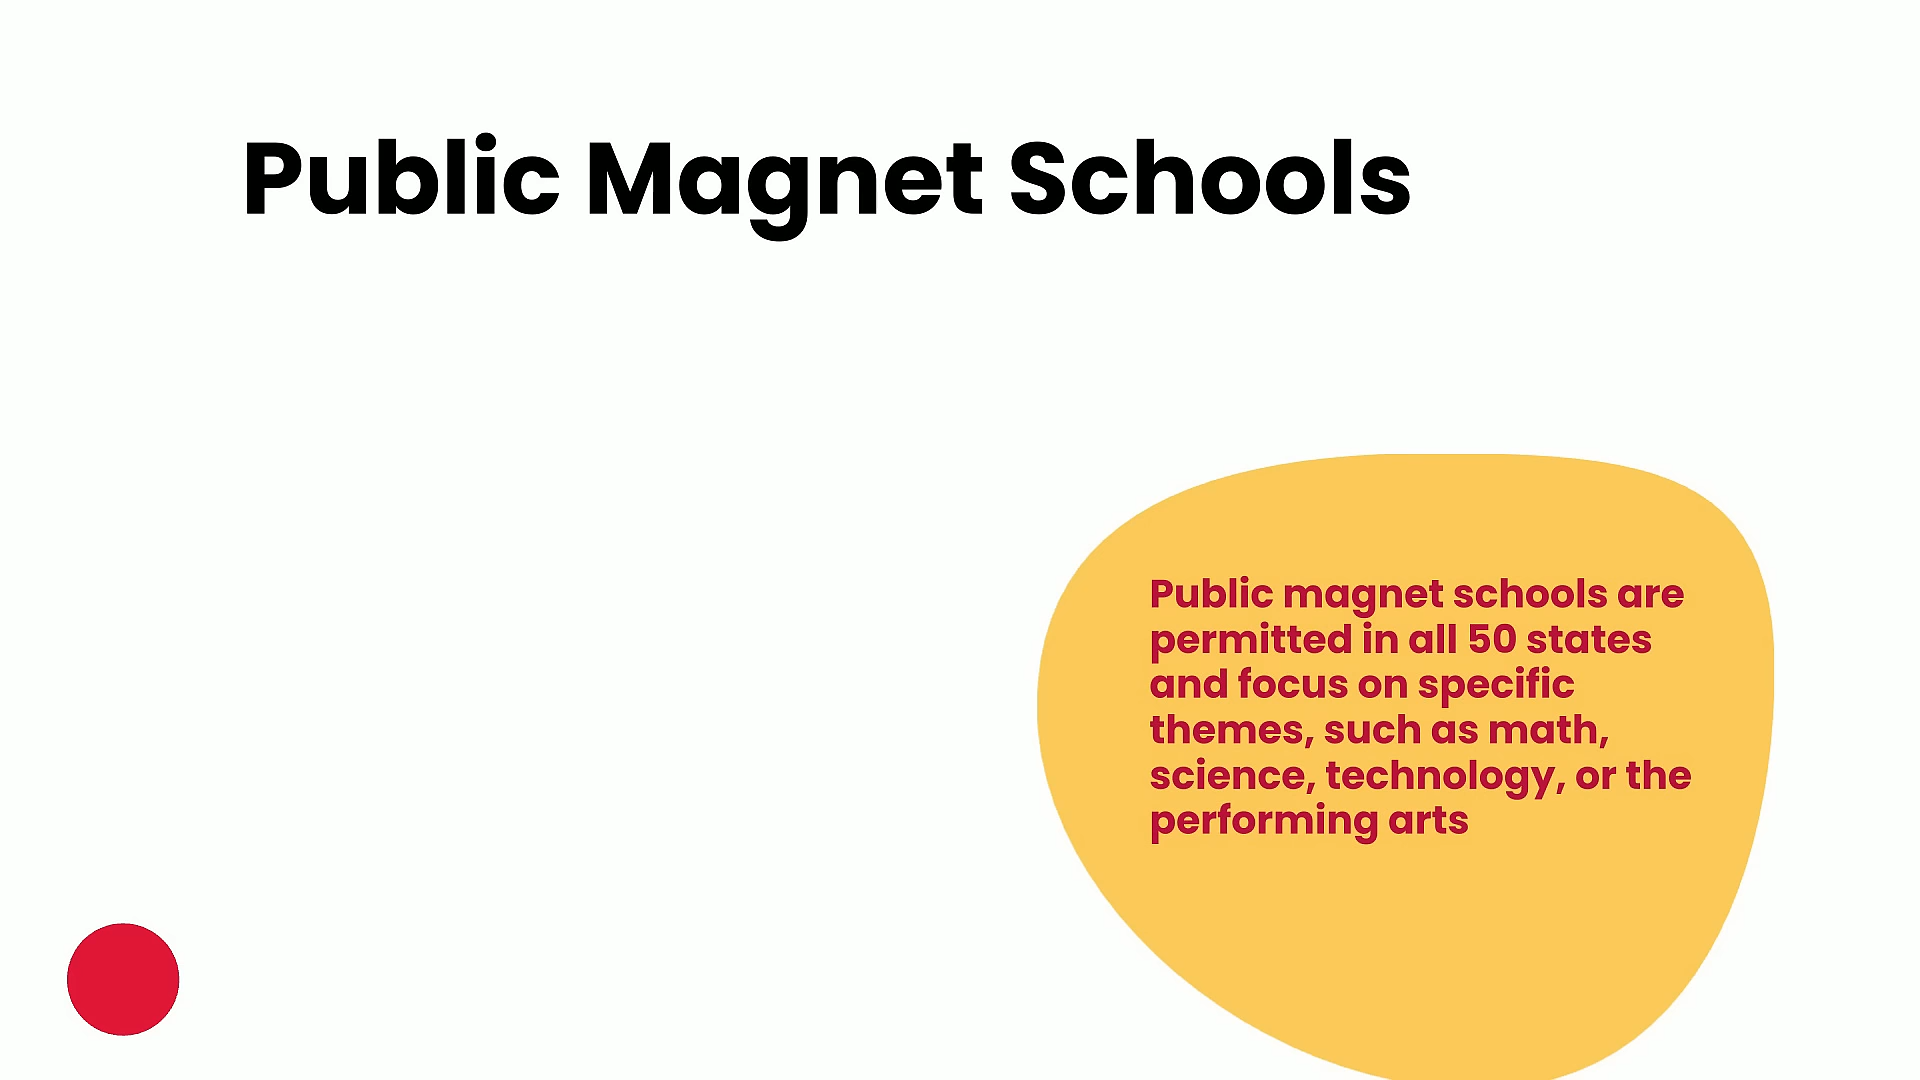 Public Magnet Schools
Public magnet schools are
permitted in all 50 states
and focus on specific
themes, such as math,
science, technology, or the
performing arts